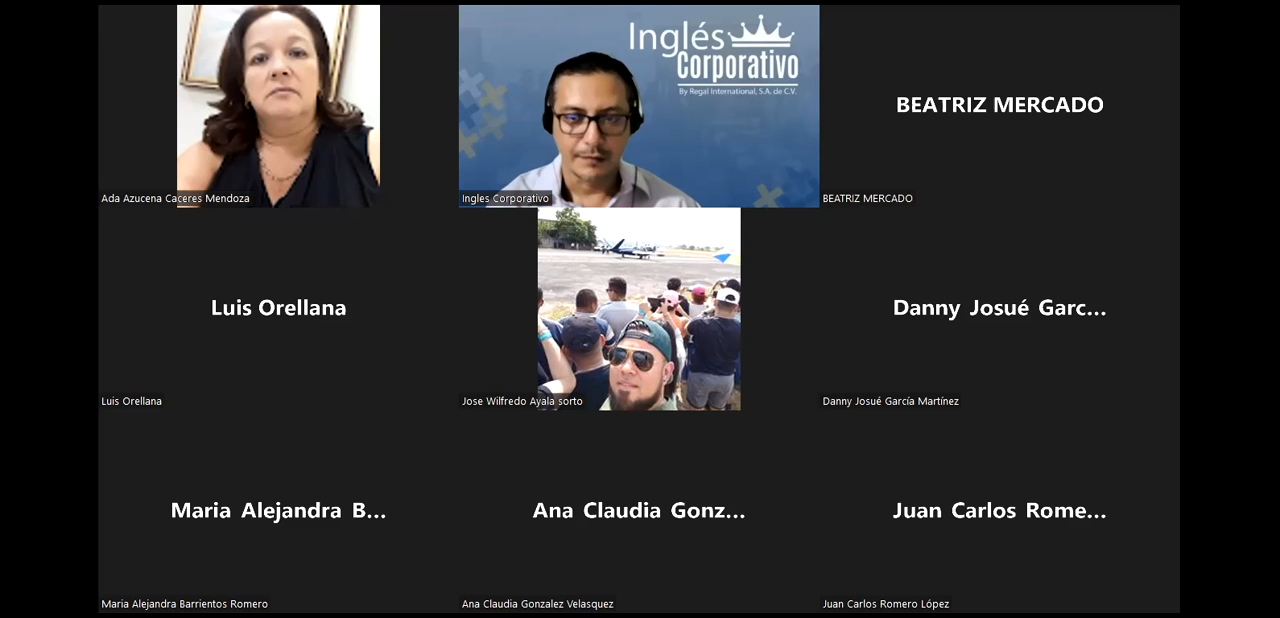 Inglés
Corporativo
By Regal International, S.A. de C.V.
BEATRIZ MERCADO
Ada Azucena Caceres Mendoza
Ingles Corporativo
BEATRIZ MERCADO
Luis Orellana
Danny Josué Garc...
Luis Orellana
Jose Wilfredo Ayala sorto
Danny Josué García Martínez
Maria Alejandra B...
Ana Claudia Gonz...
Juan Carlos Rome...
Maria Alejandra Barrientos Romero
Ana Claudia Gonzalez Velasquez
Juan Carlos Romero López